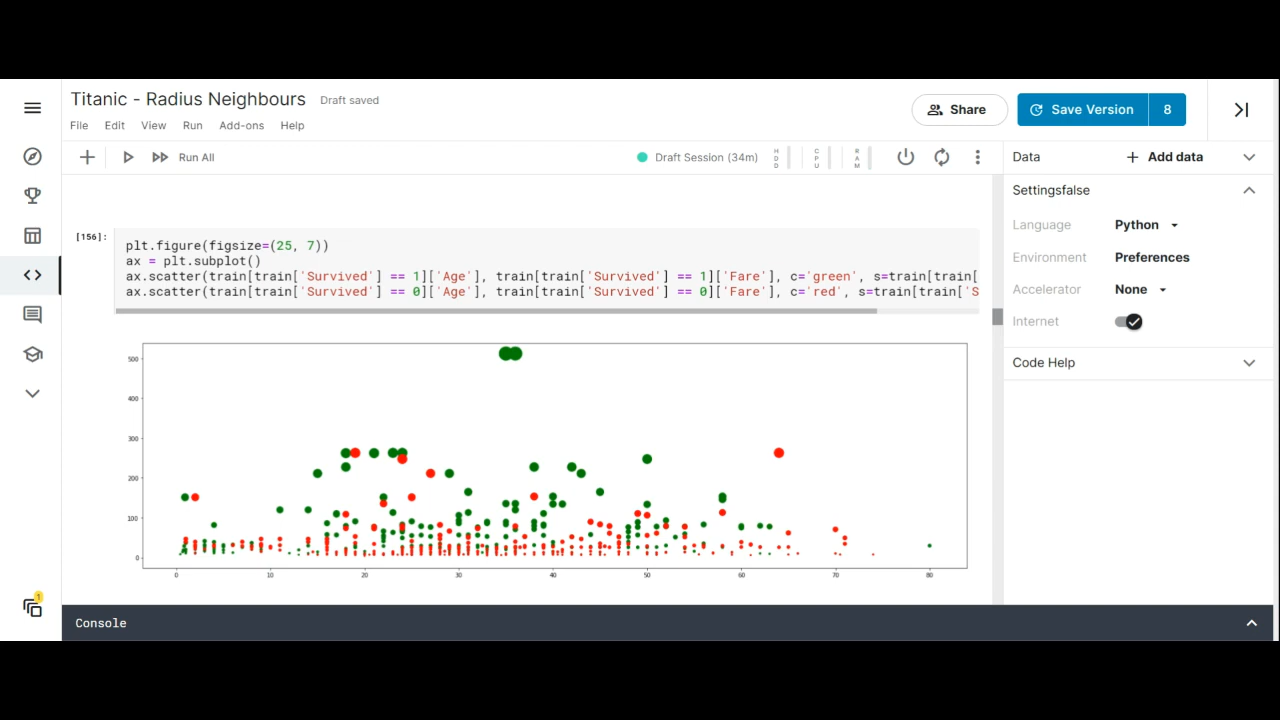 Titanic - Radius Neighbours Draft saved
Share
Save Version 8
File Edit View Run Add-ons Help
Run All
Draft Session (34m)
HDD
CPU
RAM
Data
Add data
Settingsfalse
Language Python
Environment Preferences
Accelerator None
Internet
Code Help
[156]:
plt.figure(figsize=(25, 7))
ax = plt.subplot()
ax.scatter(train[train['Survived'] == 1]['Age'], train[train['Survived'] == 1]['Fare'], c='green', s=train[train[
ax.scatter(train[train['Survived'] == 0]['Age'], train[train['Survived'] == 0]['Fare'], c='red', s=train[train['S
500
400
300
200
100
0
0 10 20 30 40 50 60 70 80
1
Console